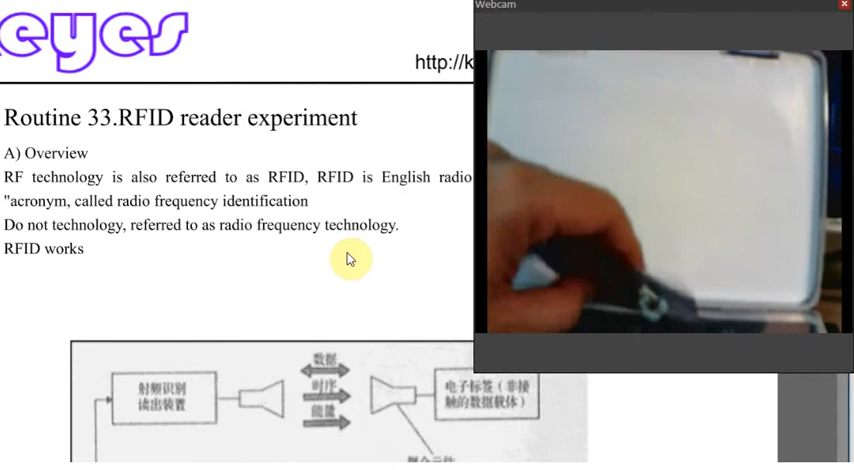 eyes
Webcam
http://k
Routine 33.RFID reader experiment
A) Overview
RF technology is also referred to as RFID, RFID is English radio
"acronym, called radio frequency identification
Do not technology, referred to as radio frequency technology.
RFID works
射频识别
读出装置
数据
时序
能量
电子标签（非接
触的数据载体）